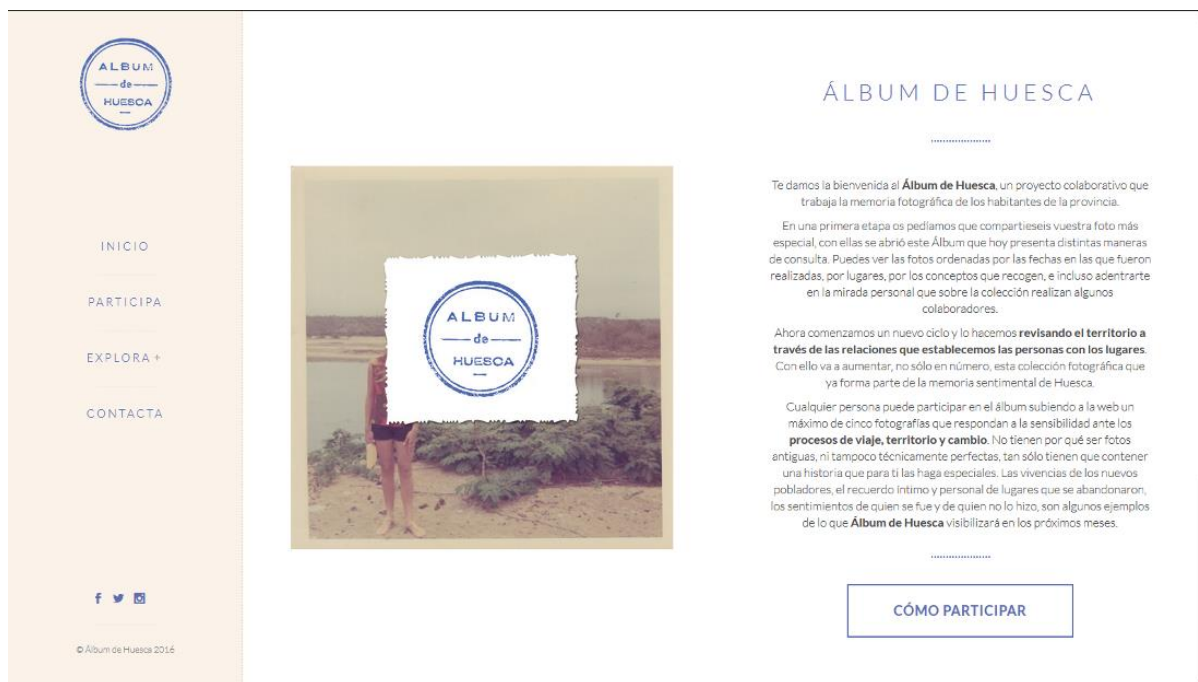 ALBUM
de
HUESCA
INICIO
PARTICIPA
EXPLORA +
CONTACTA
© Álbum de Huesca 2016
ALBUM
de
HUESCA
ÁLBUM DE HUESCA
Te damos la bienvenida al Álbum de Huesca, un proyecto colaborativo que
trabaja la memoria fotográfica de los habitantes de la provincia.
En una primera etapa os pedíamos que compartieseis vuestra foto más
especial, con ellas se abrió este Álbum que hoy presenta distintas maneras
de consulta. Puedes ver las fotos ordenadas por las fechas en las que fueron
realizadas, por lugares, por los conceptos que recogen, e incluso adentrarte
en la mirada personal que sobre la colección realizan algunos
colaboradores.
Ahora comenzamos un nuevo ciclo y lo hacemos revisando el territorio a
través de las relaciones que establecemos las personas con los lugares.
Con ello va a aumentar, no sólo en número, esta colección fotográfica que
ya forma parte de la memoria sentimental de Huesca.
Cualquier persona puede participar en el álbum subiendo a la web un
máximo de cinco fotografías que respondan a la sensibilidad ante los
procesos de viaje, territorio y cambio. No tienen por qué ser fotos
antiguas, ni tampoco técnicamente perfectas, tan sólo tienen que contener
una historia que para ti las haga especiales. Las vivencias de los nuevos
pobladores, el recuerdo íntimo y personal de lugares que se abandonaron,
los sentimientos de quien se fue y de quien no lo hizo, son algunos ejemplos
de lo que Álbum de Huesca visibilizará en los próximos meses.
CÓMO PARTICIPAR